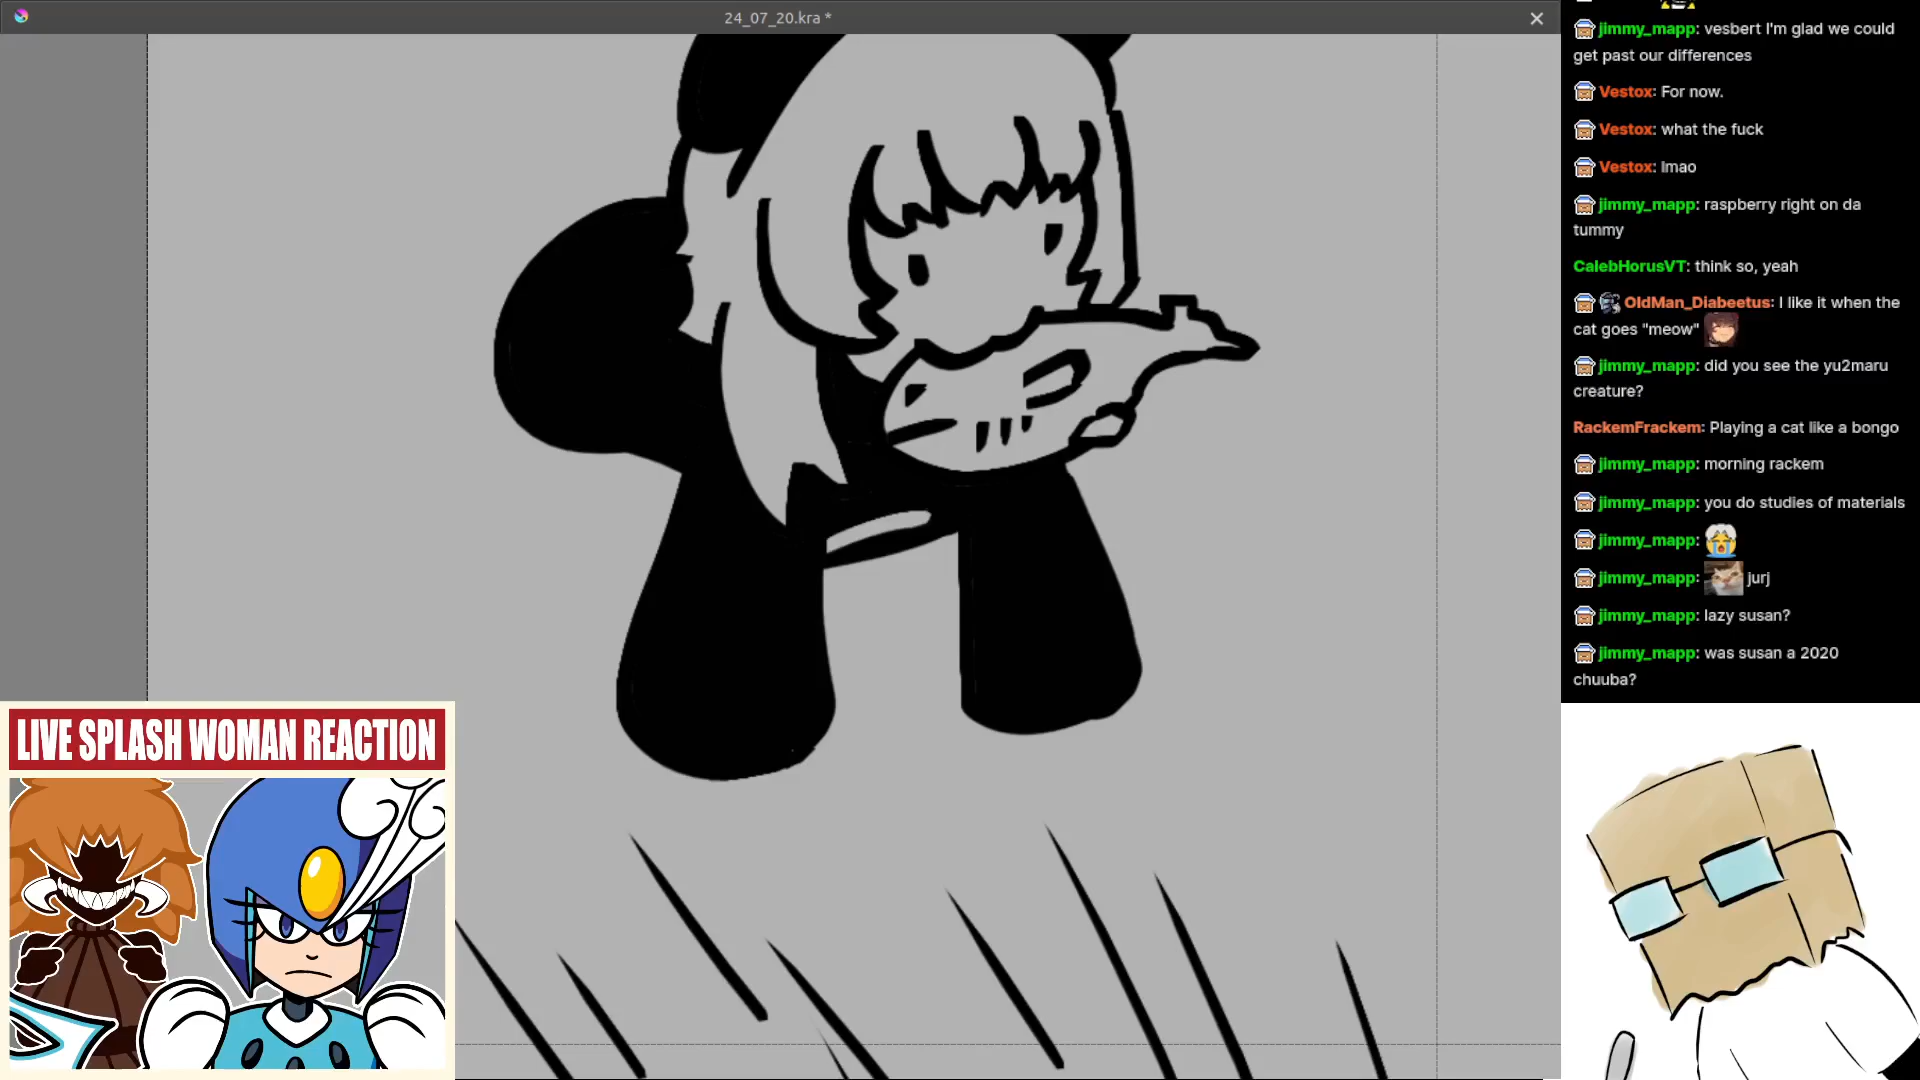 24_07_20.kra *
jimmy_mapp: vesbert I'm glad we could
get past our differences
Vestox: For now.
Vestox: what the fuck
Vestox: lmao
jimmy_mapp: raspberry right on da
tummy
CalebHorusVT: think so, yeah
OldMan_Diabeetus: I like it when the
cat goes "meow"
jimmy_mapp: did you see the yu2maru
creature?
RackemFrackem: Playing a cat like a bongo
jimmy_mapp: morning rackem
jimmy_mapp: you do studies of materials
jimmy_mapp:
jimmy_mapp: jurj
jimmy_mapp: lazy susan?
jimmy_mapp: was susan a 2020
chuuba?
LIVE SPLASH WOMAN REACTION